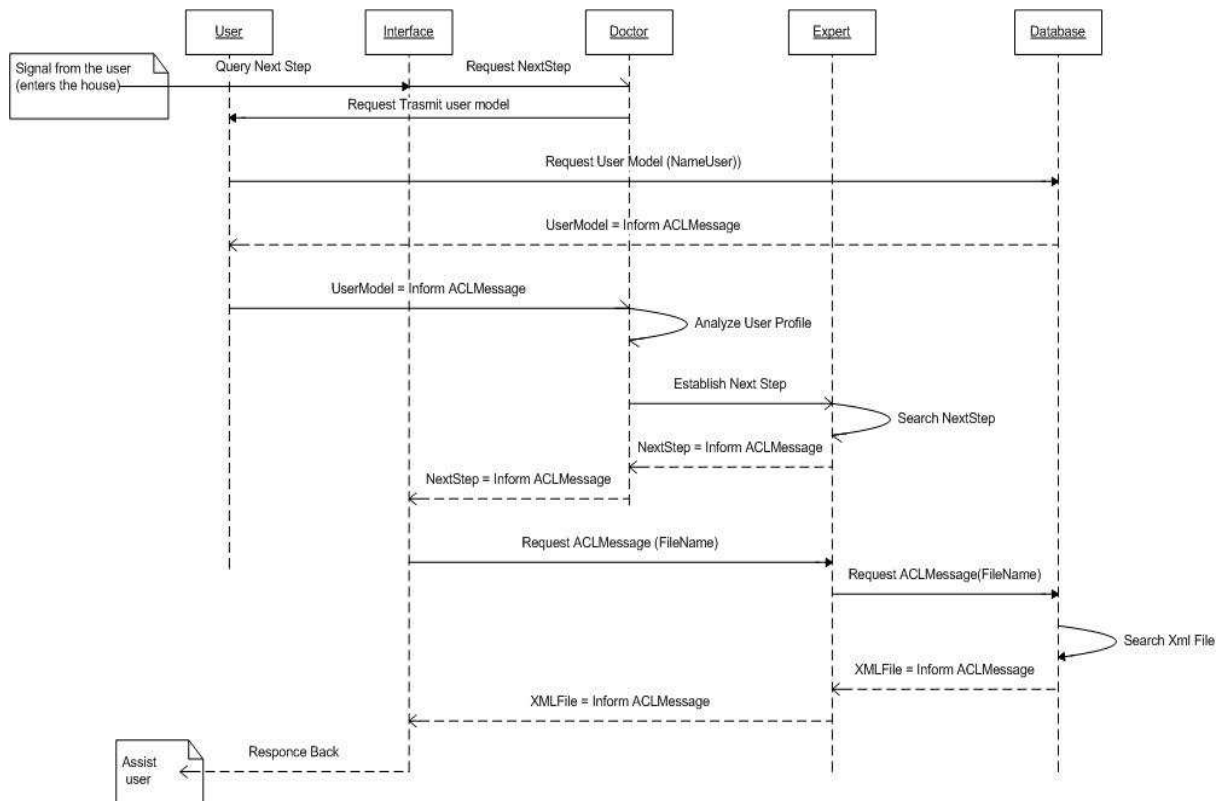 User
Interface
Doctor
Expert
Database
Signal from the user
(enters the house)
Query Next Step
Request NextStep
Request Trasmit user model
Request User Model (NameUser))
UserModel = Inform ACLMessage
UserModel = Inform ACLMessage
Analyze User Profile
Establish Next Step
Search NextStep
NextStep = Inform ACLMessage
NextStep = Inform ACLMessage
Request ACLMessage (FileName)
Request ACLMessage(FileName)
Search Xml File
XMLFile = Inform ACLMessage
XMLFile = Inform ACLMessage
Responce Back
Assist
user